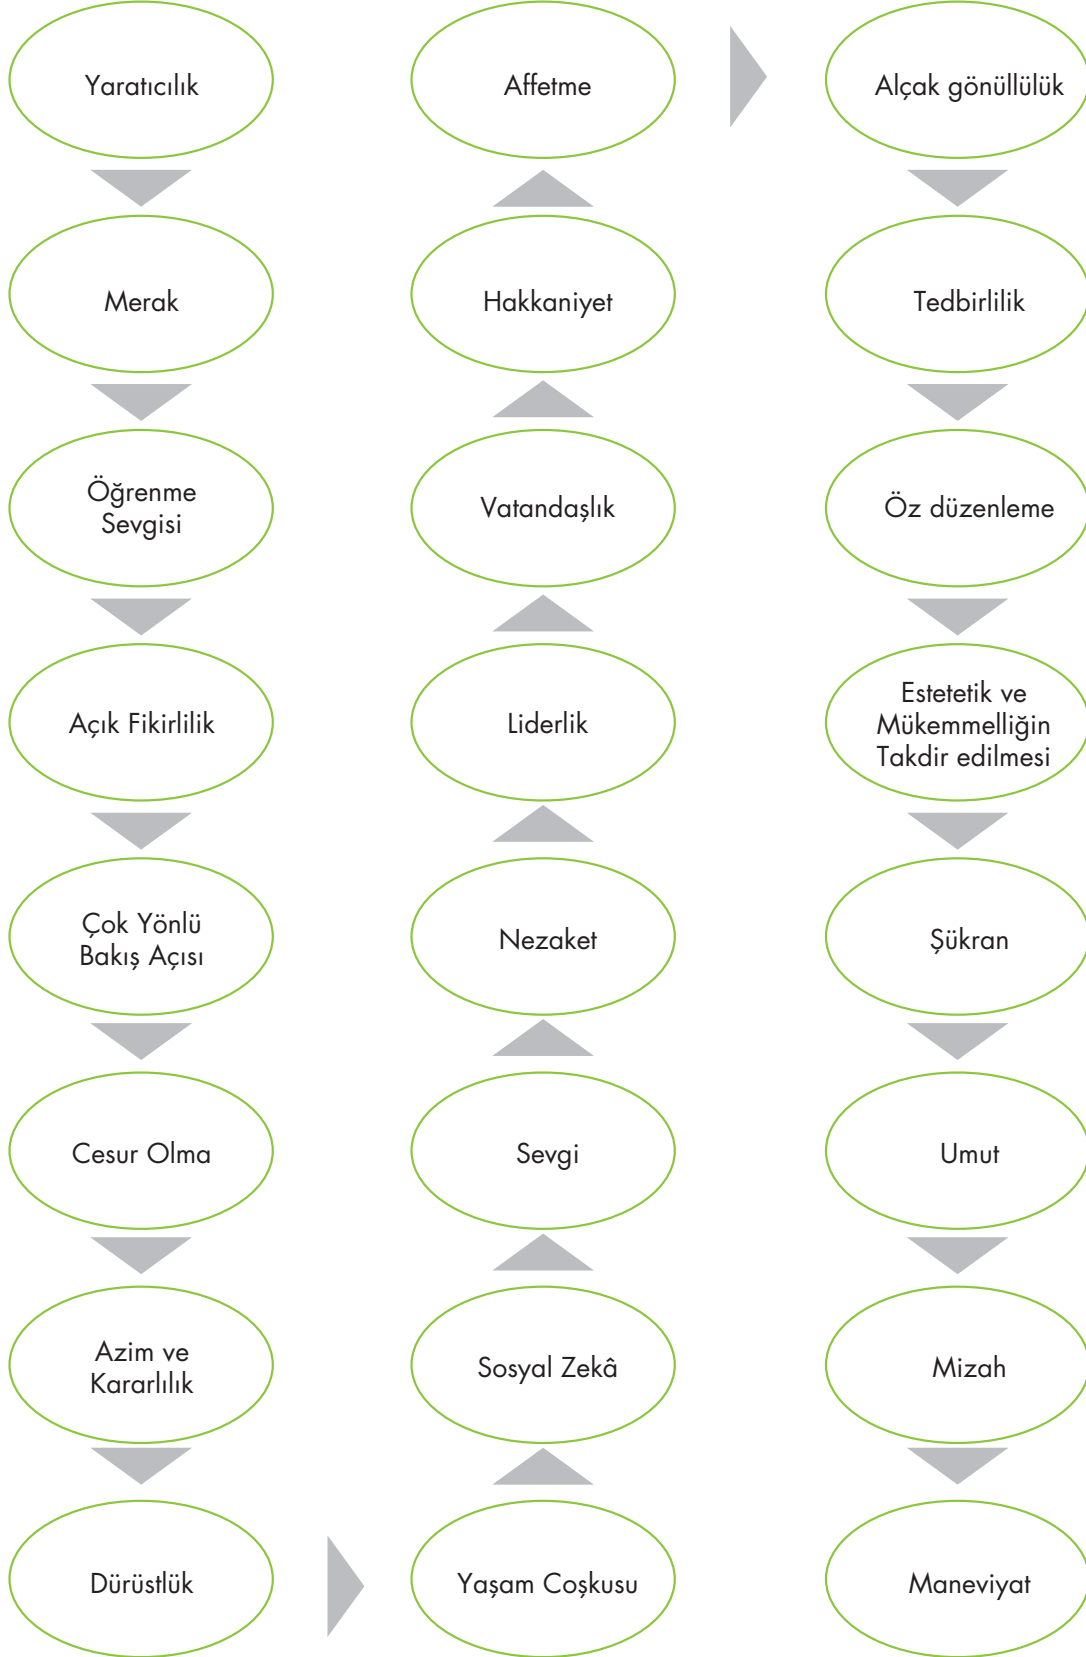 Yaratıcılık
Merak
Öğrenme
Sevgisi
Açık Fikirlilik
Çok Yönlü
Bakış Açısı
Cesur Olma
Azim ve
Kararlılık
Dürüstlük
Yaşam Coşkusu
Sosyal Zekâ
Sevgi
Nezaket
Liderlik
Vatandaşlık
Hakkaniyet
Affetme
Alçak gönüllülük
Tedbirlilik
Öz düzenleme
Estetetik ve
Mükemmelliğin
Takdir edilmesi
Şükran
Umut
Mizah
Maneviyat